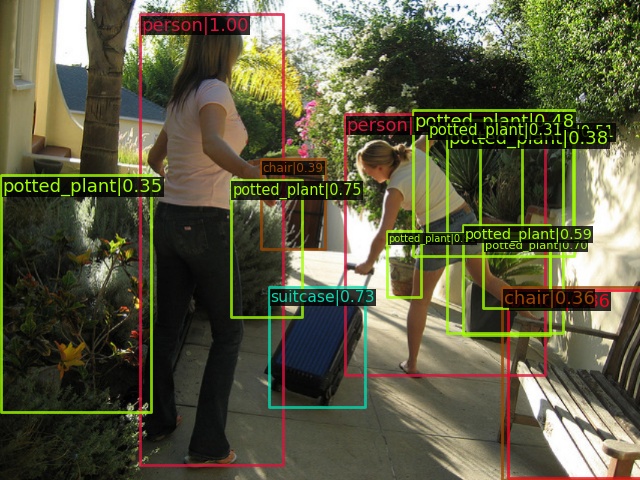 person|1.00
person|
potted_plant|0.48
potted_plant|0.31
0.38
chair|0.39
potted_plant|0.35
potted_plant|0.75
potted_plant|0.59
potted_plant|0.
potted_plant|0.70
suitcase|0.73
chair|0.36